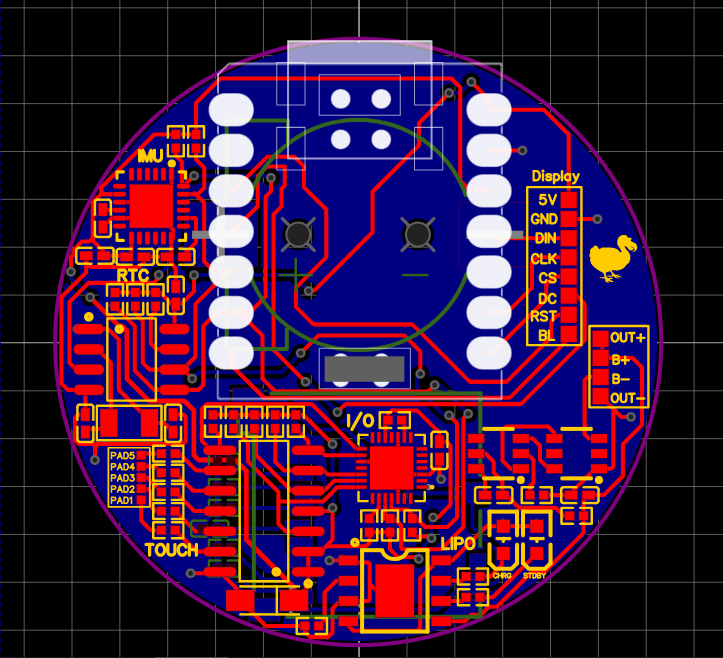 IMU
Display
5V
GND
DIN
CLK
CS
DC
RST
BL
RTC
OUT+
B+
B-
OUT-
I/O
PAD5
PAD4
PAD3
PAD2
PAD1
TOUCH
LIPO
CHRG
STDBY